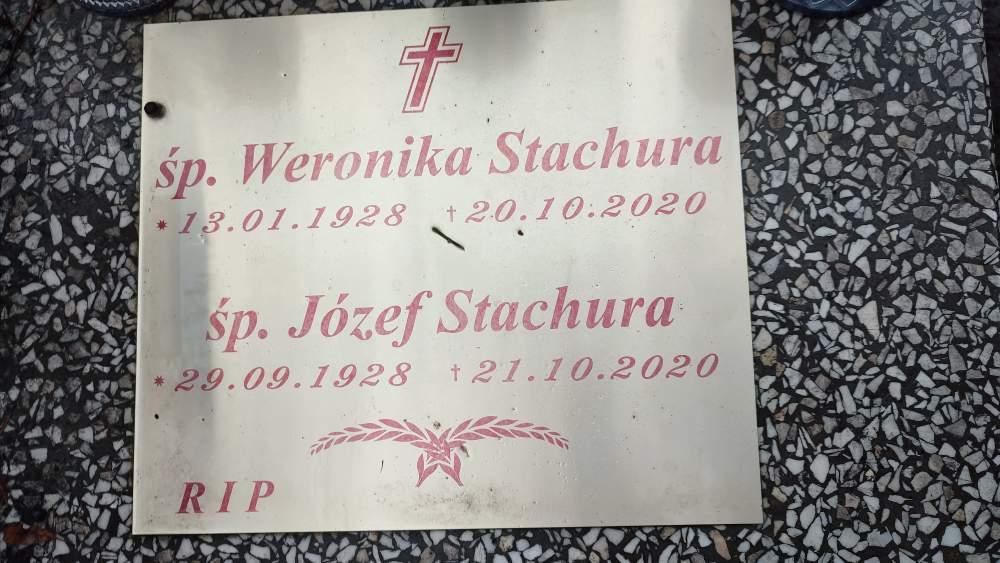 śp. Weronika Stachura
* 13.01.1928 † 20.10.2020
śp. Józef Stachura
* 29.09.1928 † 21.10.2020
RIP